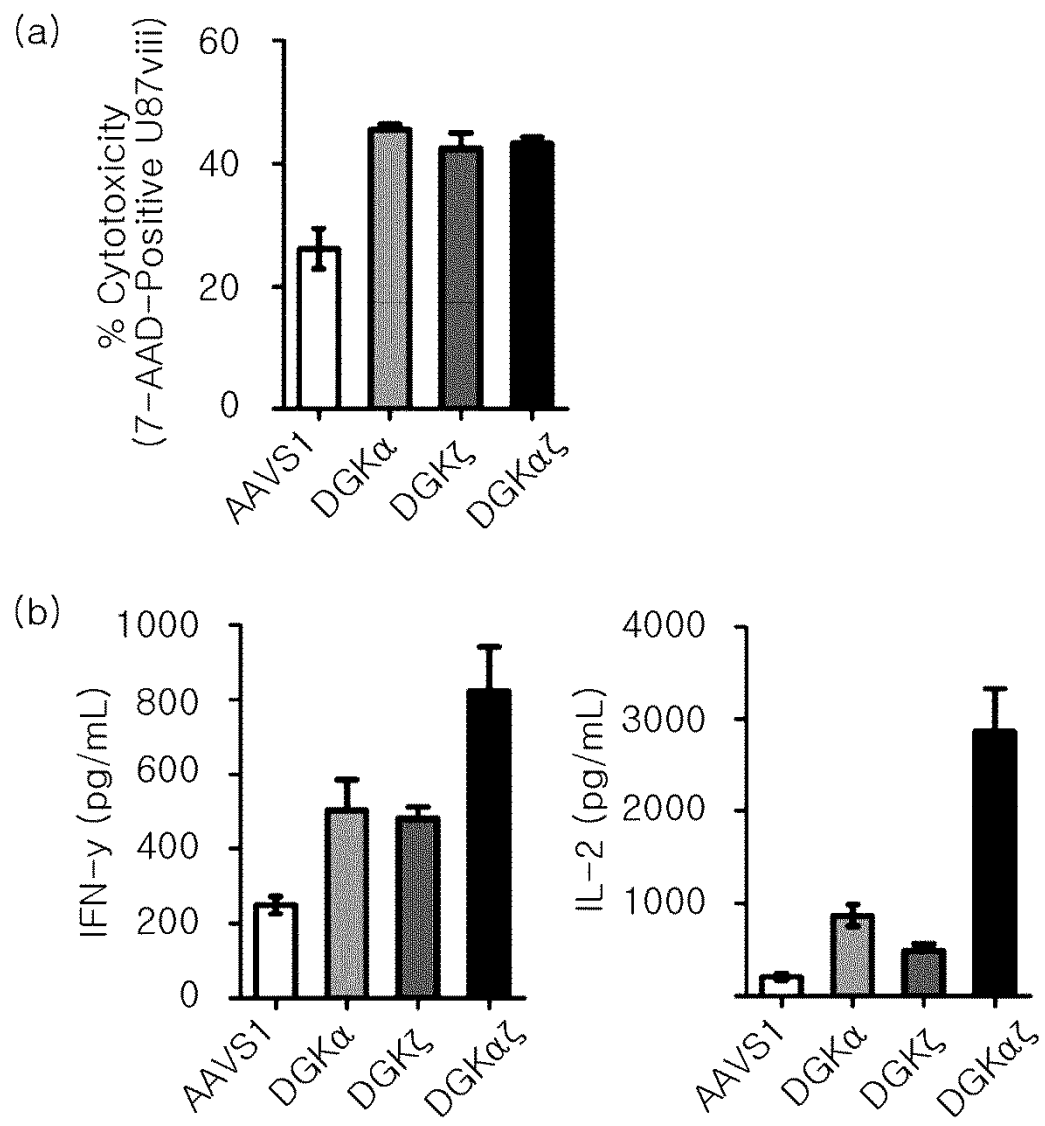 (a)
% Cytotoxicity
(7-AAD-Positive U87viii)
60
40
20
0
AAVS1
DGKα
DGKζ
DGKαζ
(b)
IFN-y (pg/mL)
1000
800
600
400
200
0
AAVS1
DGKα
DGKζ
DGKαζ
IL-2 (pg/mL)
4000
3000
2000
1000
AAVS1
DGKα
DGKζ
DGKαζ